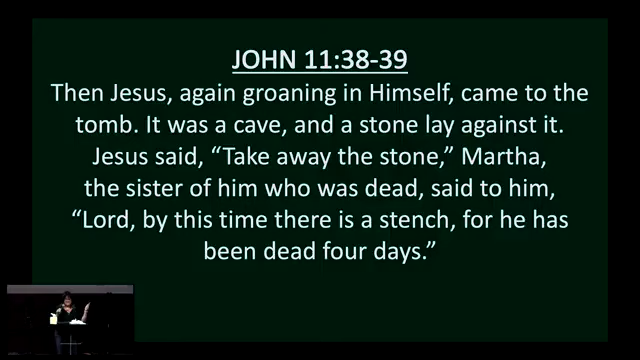 JOHN 11:38-39
Then Jesus, again groaning in Himself, came to the
tomb. It was a cave, and a stone lay against it.
Jesus said, “Take away the stone,” Martha,
the sister of him who was dead, said to him,
“Lord, by this time there is a stench, for he has
been dead four days.”